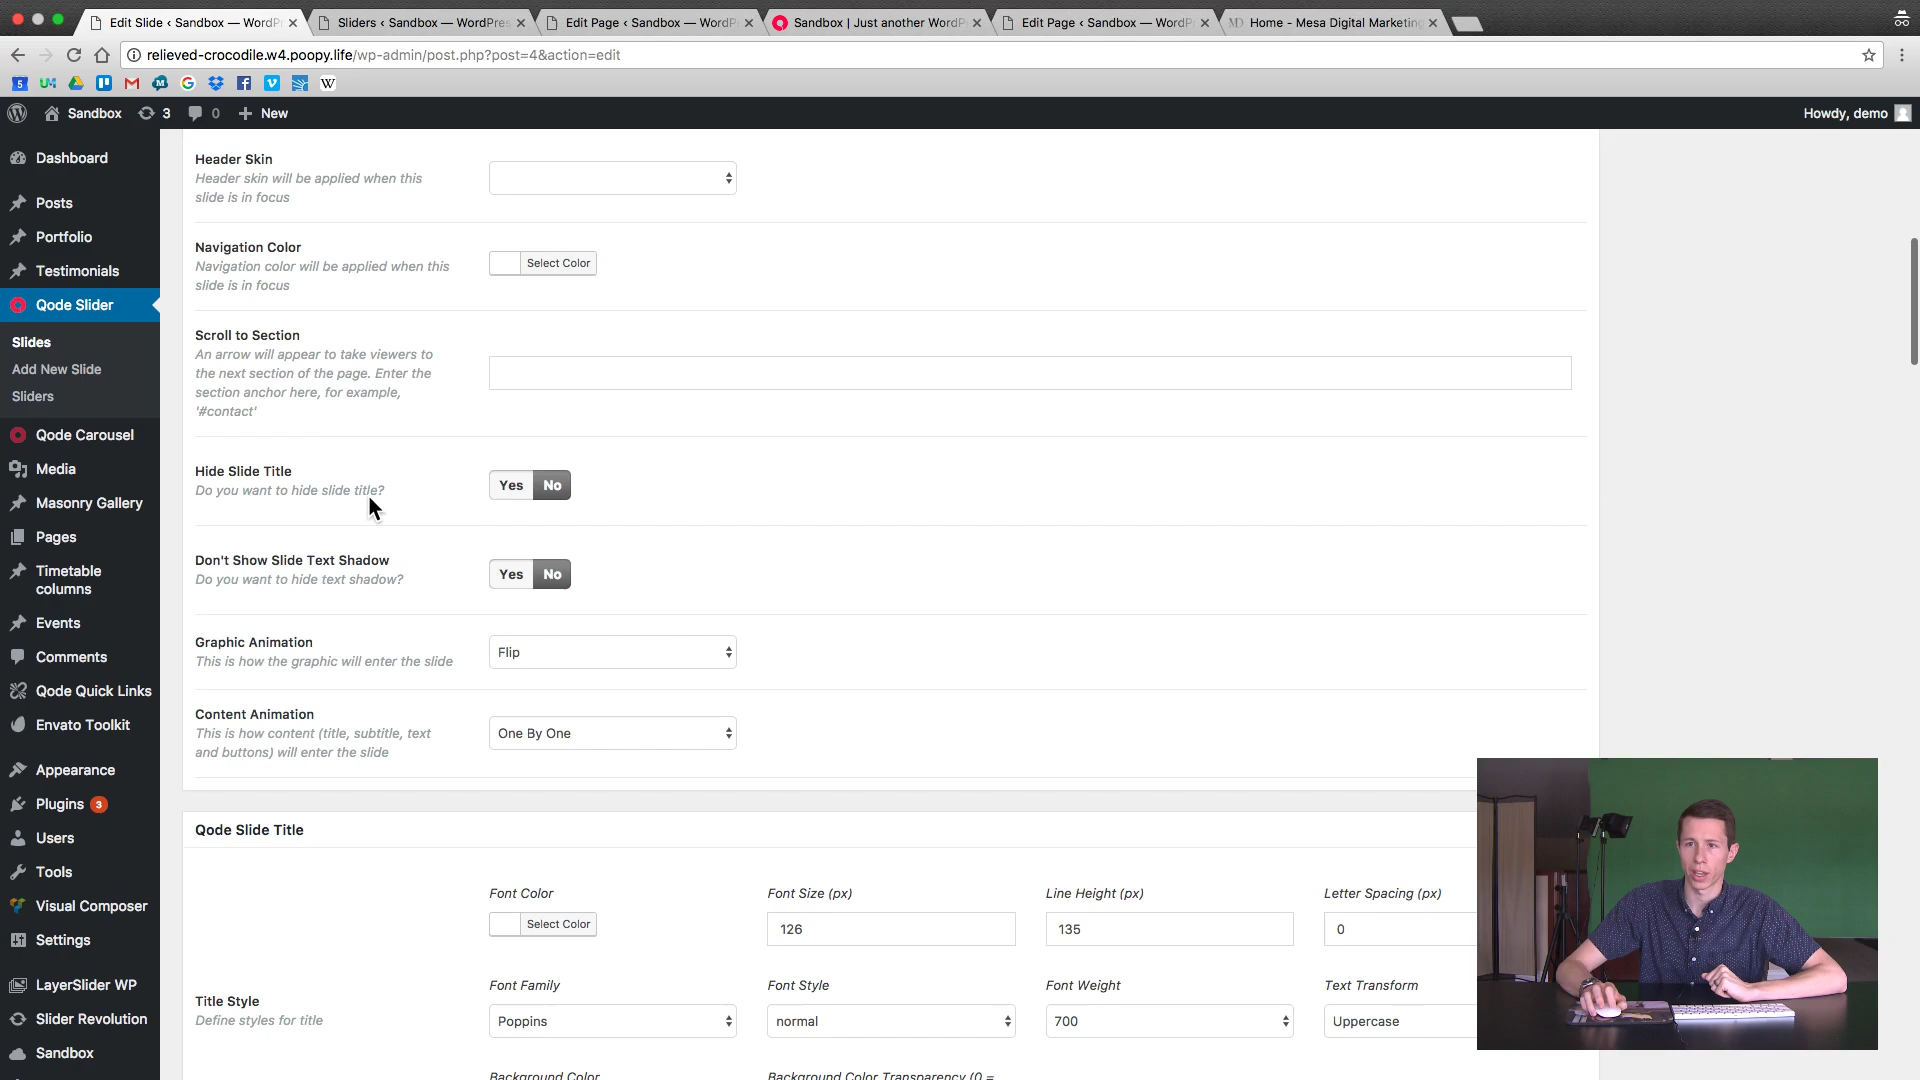 Edit Slide ‹ Sandbox — WordPr
Sliders ‹ Sandbox — WordPres
Edit Page ‹ Sandbox — WordPr
Sandbox | Just another WordP
Edit Page ‹ Sandbox — WordPr
Home - Mesa Digital Marketing
relieved-crocodile.w4.poopy.life/wp-admin/post.php?post=4&action=edit
Sandbox
3
0
New
Howdy, demo
Dashboard
Posts
Portfolio
Testimonials
Qode Slider
Slides
Add New Slide
Sliders
Qode Carousel
Media
Masonry Gallery
Pages
Timetable
columns
Events
Comments
Qode Quick Links
Envato Toolkit
Appearance
Plugins 3
Users
Tools
Visual Composer
Settings
LayerSlider WP
Slider Revolution
Sandbox
Header Skin
Header skin will be applied when this
slide is in focus
Navigation Color
Navigation color will be applied when this
slide is in focus
Select Color
Scroll to Section
An arrow will appear to take viewers to
the next section of the page. Enter the
section anchor here, for example,
'#contact'
Hide Slide Title
Do you want to hide slide title?
Yes No
Don't Show Slide Text Shadow
Do you want to hide text shadow?
Yes No
Graphic Animation
This is how the graphic will enter the slide
Flip
Content Animation
This is how content (title, subtitle, text
and buttons) will enter the slide
One By One
Qode Slide Title
Font Color
Font Size (px)
Line Height (px)
Letter Spacing (px)
Select Color
126
135
0
Title Style
Define styles for title
Font Family
Font Style
Font Weight
Text Transform
Poppins
normal
700
Uppercase
Background Color
Background Color Transparency (0 =